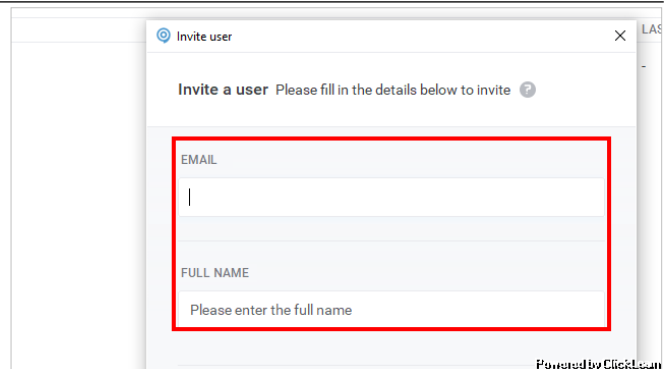 Invite user
LAS
Invite a user Please fill in the details below to invite ?
-
EMAIL
FULL NAME
Please enter the full name
Powered by ClickLearn